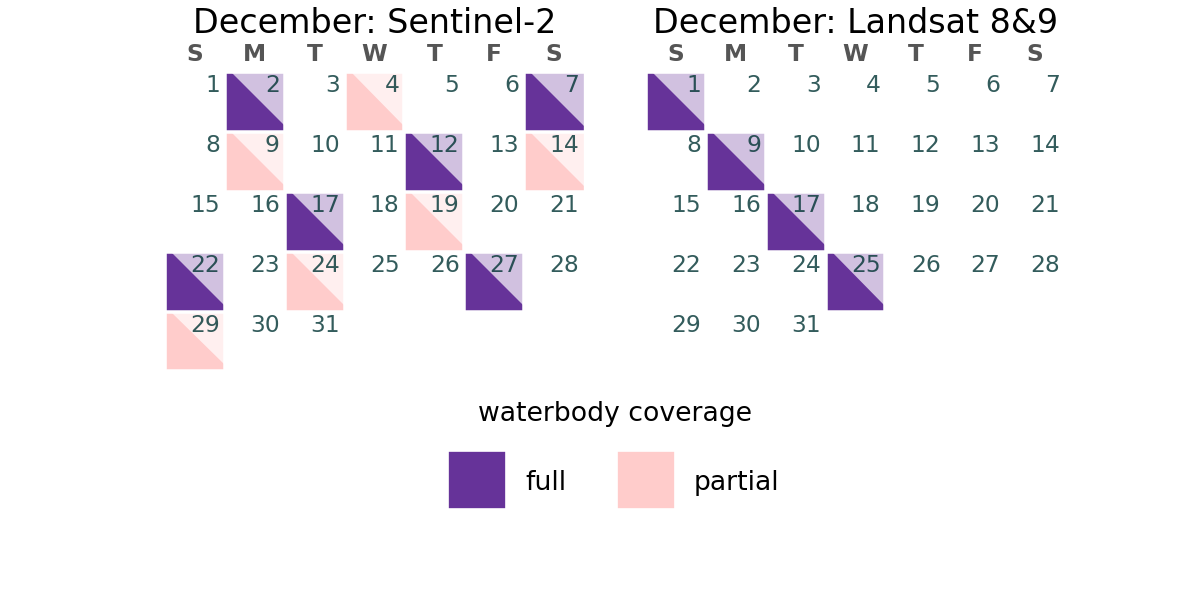 December: Sentinel-2
S M T W T F S
1 2 3 4 5 6 7
8 9 10 11 12 13 14
15 16 17 18 19 20 21
22 23 24 25 26 27 28
29 30 31
December: Landsat 8&9
S M T W T F S
1 2 3 4 5 6 7
8 9 10 11 12 13 14
15 16 17 18 19 20 21
22 23 24 25 26 27 28
29 30 31
waterbody coverage
full
partial